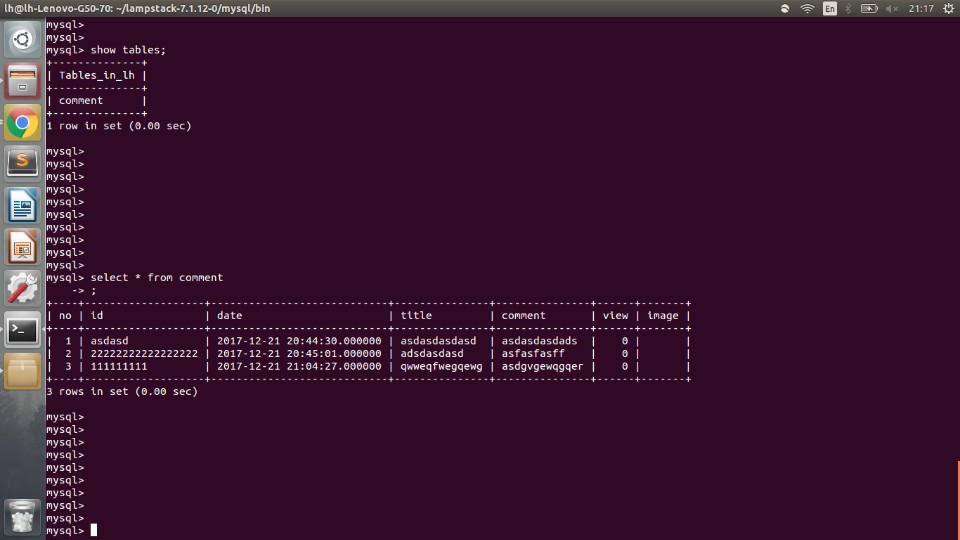 lh@lh-Lenovo-G50-70: ~/lampstack-7.1.12-0/mysql/bin En 21:17
mysql>
mysql>
mysql> show tables;
+--------------+
| Tables_in_lh |
+--------------+
| comment      |
+--------------+
1 row in set (0.00 sec)
mysql>
mysql>
mysql>
mysql>
mysql>
mysql>
mysql>
mysql>
mysql>
mysql>
mysql> select * from comment
    -> ;
+----+-------------------+----------------------------+--------------+---------------+------+-------+
| no | id                | date                       | title        | comment       | view | image |
+----+-------------------+----------------------------+--------------+---------------+------+-------+
|  1 | asdasd            | 2017-12-21 20:44:30.000000 | asdasdasdasd | asdasdasdads  |    0 |       |
|  2 | 22222222222222222 | 2017-12-21 20:45:01.000000 | adsdasdasd   | asfasfasff    |    0 |       |
|  3 | 111111111         | 2017-12-21 21:04:27.000000 | qwweqfwegqewg | asdgvgewqgqer |    0 |       |
+----+-------------------+----------------------------+--------------+---------------+------+-------+
3 rows in set (0.00 sec)
mysql>
mysql>
mysql>
mysql>
mysql>
mysql>
mysql>
mysql>
mysql>
mysql>